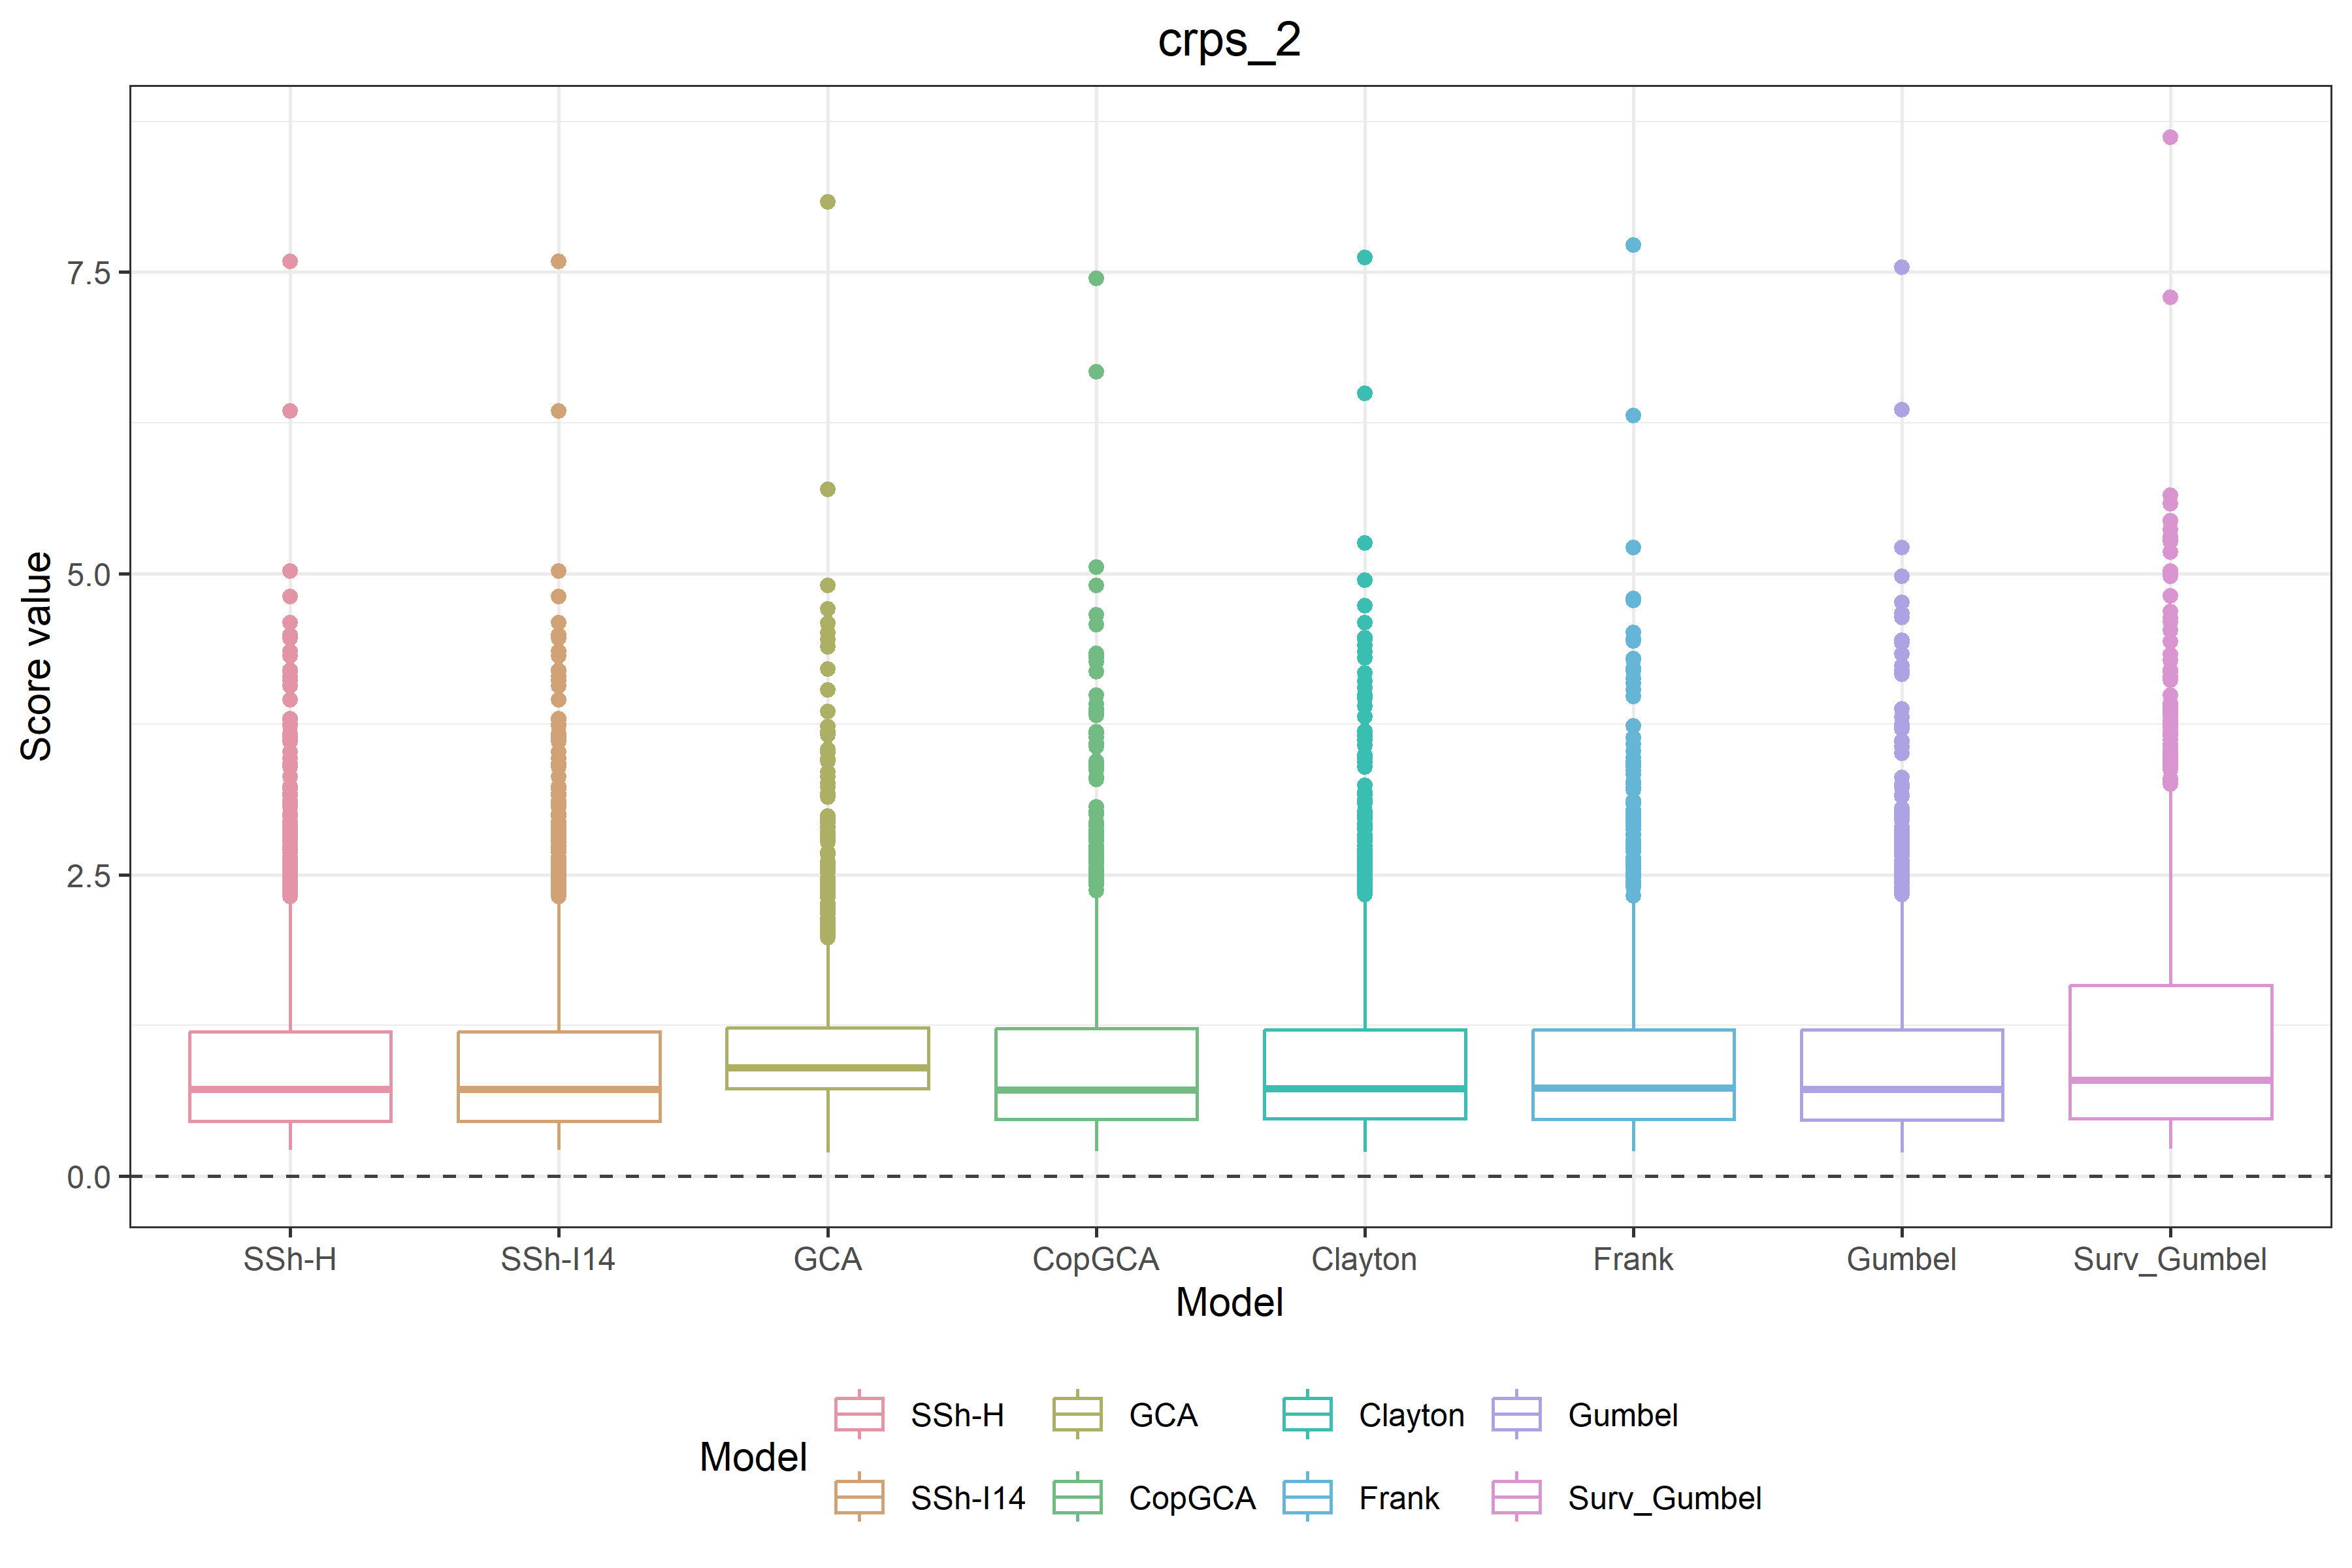 crps_2
Score value
7.5
5.0
2.5
0.0
SSh-H SSh-I14 GCA CopGCA Clayton Frank Gumbel Surv_Gumbel
Model
Model
SSh-H GCA Clayton Gumbel
SSh-I14 CopGCA Frank Surv_Gumbel